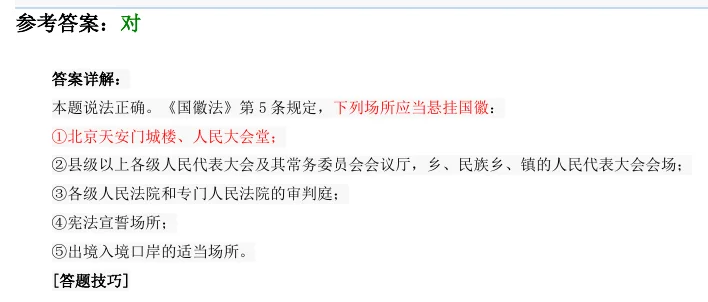 参考答案：对
答案详解：
本题说法正确。《国徽法》第 5 条规定，下列场所应当悬挂国徽：
①北京天安门城楼、人民大会堂；
②县级以上各级人民代表大会及其常务委员会会议厅，乡、民族乡、镇的人民代表大会会场；
③各级人民法院和专门人民法院的审判庭；
④宪法宣誓场所；
⑤出境入境口岸的适当场所。
[答题技巧]